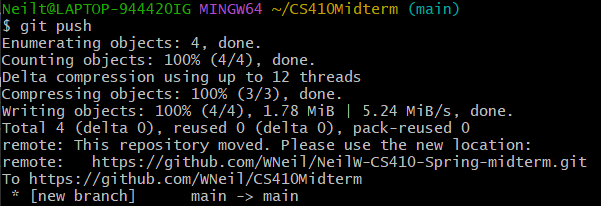 Neilt@LAPTOP-944420IG MINGW64 ~/CS410Midterm (main)
$ git push
Enumerating objects: 4, done.
Counting objects: 100% (4/4), done.
Delta compression using up to 12 threads
Compressing objects: 100% (3/3), done.
Writing objects: 100% (4/4), 1.78 MiB | 5.24 MiB/s, done.
Total 4 (delta 0), reused 0 (delta 0), pack-reused 0
remote: This repository moved. Please use the new location:
remote:   https://github.com/WNeil/NeilW-CS410-Spring-midterm.git
To https://github.com/WNeil/CS410Midterm
 * [new branch]      main -> main